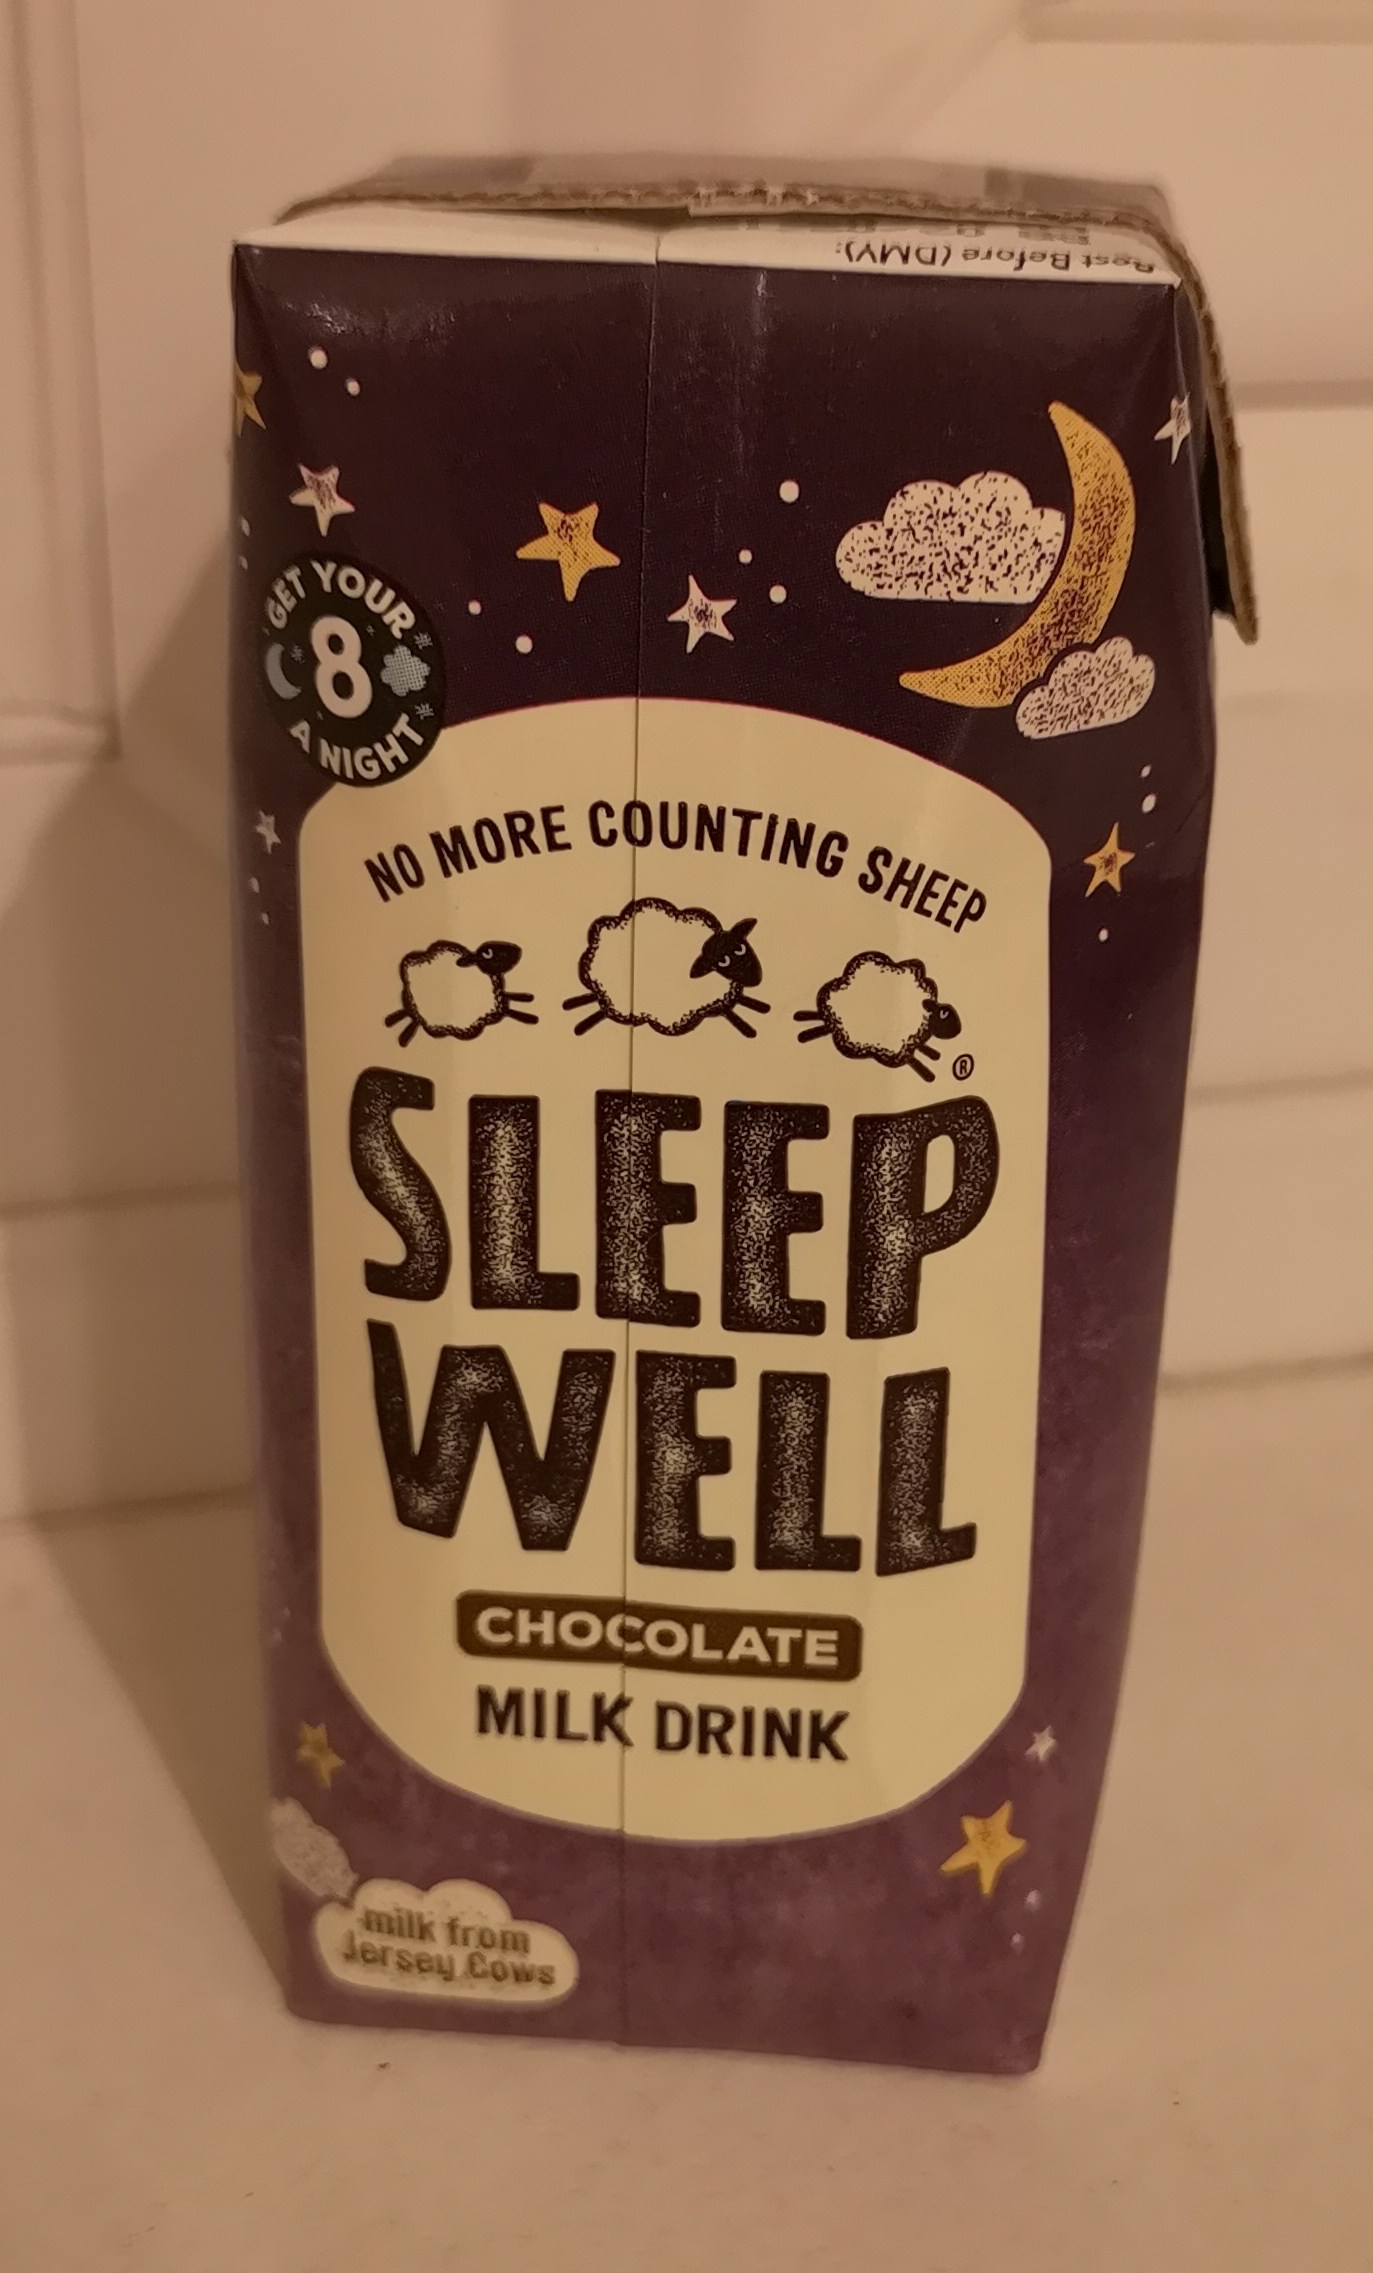 Best Before (DMY):
GET YOUR
8
A NIGHT
NO MORE COUNTING SHEEP
®
SLEEP
WELL
CHOCOLATE
MILK DRINK
milk from
Jersey Cows